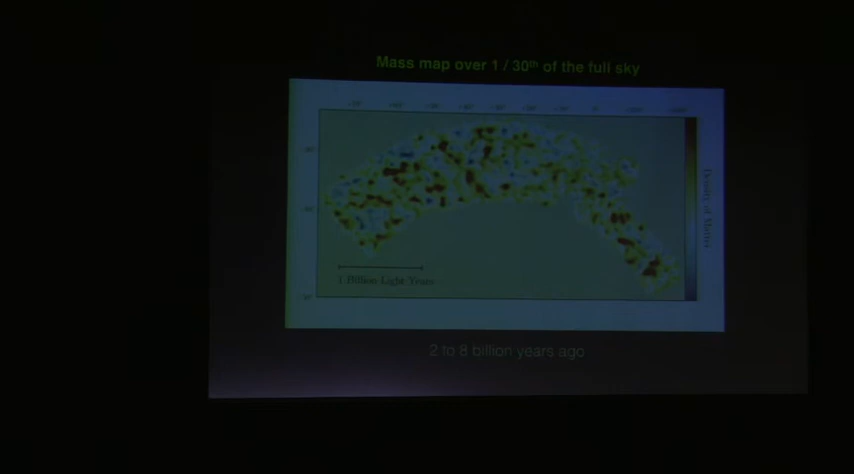 Mass map over 1 / 30th of the full sky
Density of Matter
1 Billion Light Years
2 to 8 billion years ago